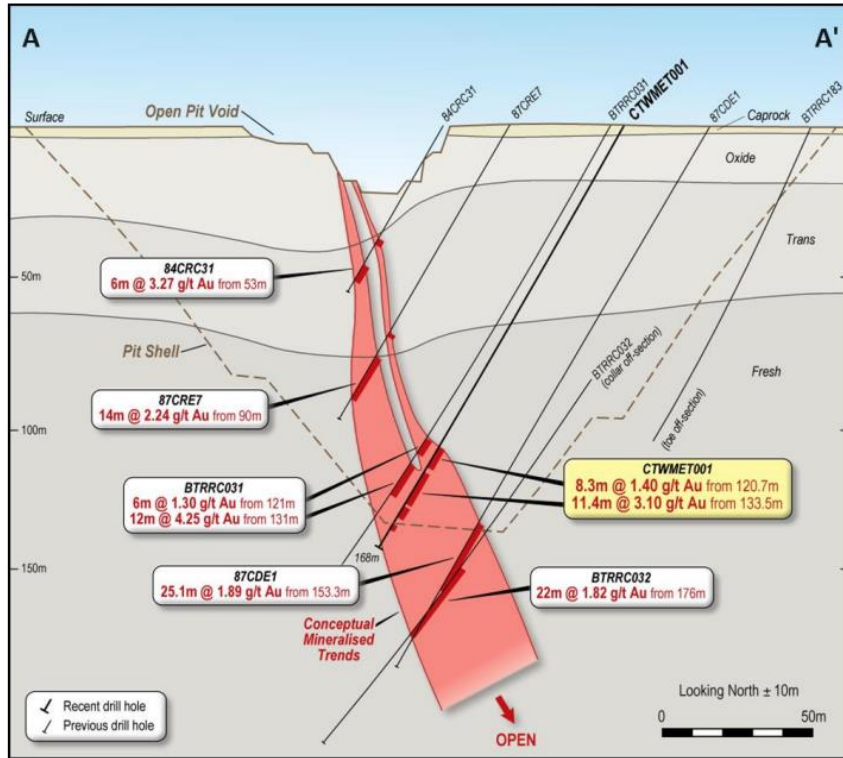 A
A'
84CRC31
87CRE7
BTRRC031
CTWMET001
87CDE1
BTRRC183
Surface
Open Pit Void
Caprock
Oxide
Trans
Fresh
84CRC31
6m @ 3.27 g/t Au from 53m
50m
Pit Shell
BTRRC032
(collar off-section)
87CRE7
14m @ 2.24 g/t Au from 90m
100m
(toe off-section)
CTWMET001
8.3m @ 1.40 g/t Au from 120.7m
11.4m @ 3.10 g/t Au from 133.5m
BTRRC031
6m @ 1.30 g/t Au from 121m
12m @ 4.25 g/t Au from 131m
168m
150m
87CDE1
25.1m @ 1.89 g/t Au from 153.3m
BTRRC032
22m @ 1.82 g/t Au from 176m
Conceptual
Mineralised
Trends
Recent drill hole
Previous drill hole
OPEN
Looking North ± 10m
0
50m